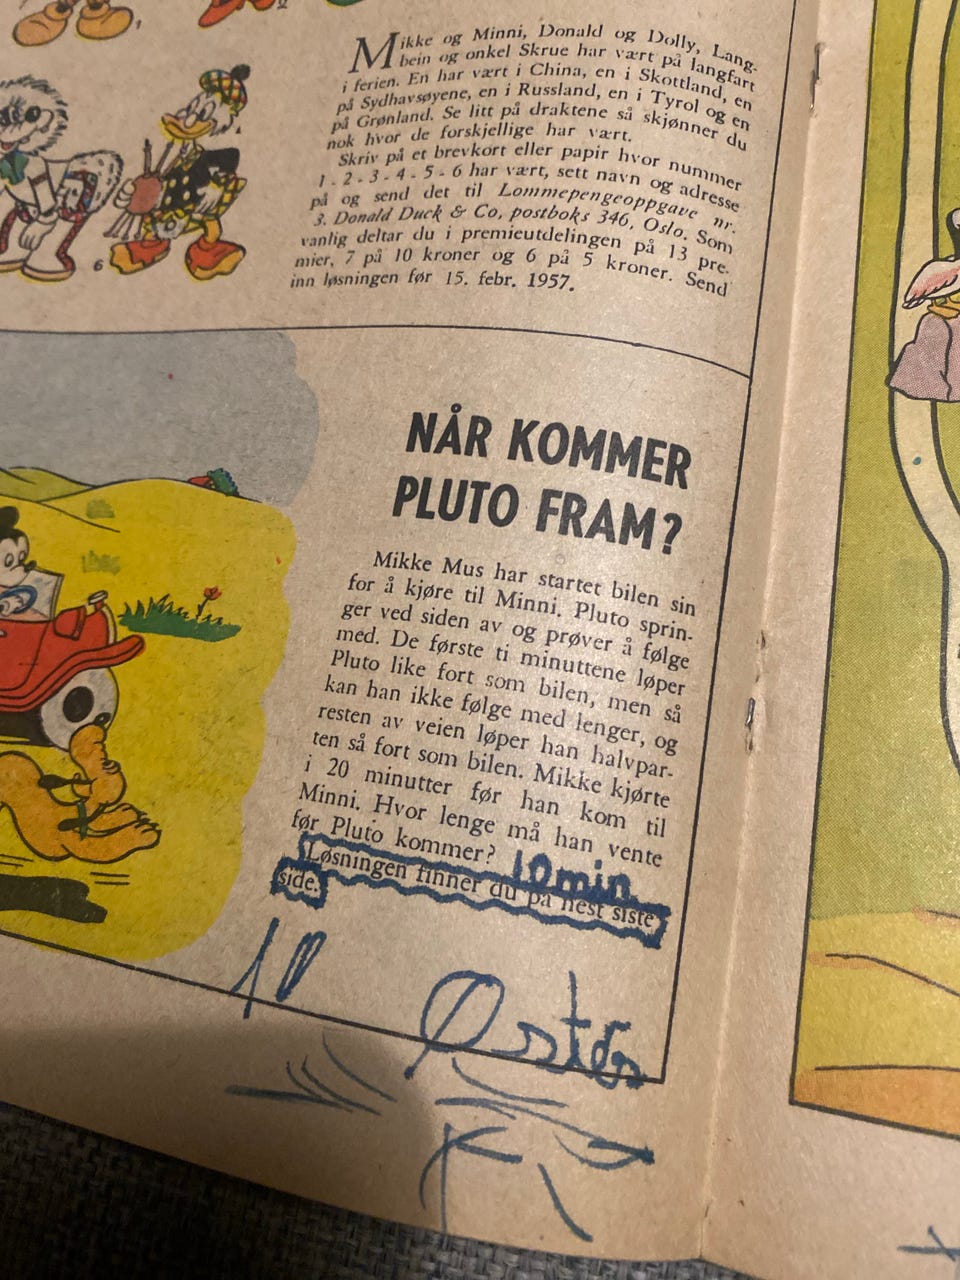 Mikke og Minni, Donald og Dolly, Lang-
bein og onkel Skrue har vært på langfart
i ferien. En har vært i China, en i Skottland, en
på Sydhavsøyene, en i Russland, en i Tyrol og en
på Grønland. Se litt på draktene så skjønner du
nok hvor de forskjellige har vært.
Skriv på et brevkort eller papir hvor nummer
1 - 2 - 3 - 4 - 5 - 6 har vært, sett navn og adresse
på og send det til Lommepengeoppgave nr.
3. Donald Duck & Co, postboks 346, Oslo. Som
vanlig deltar du i premieutdelingen på 13 pre-
mier, 7 på 10 kroner og 6 på 5 kroner. Send
inn løsningen før 15. febr. 1957.
6
NÅR KOMMER
PLUTO FRAM?
Mikke Mus har startet bilen sin
for å kjøre til Minni. Pluto sprin-
ger ved siden av og prøver å følge
med. De første ti minuttene løper
Pluto like fort som bilen, men så
kan han ikke følge med lenger, og
resten av veien løper han halvpar-
ten så fort som bilen. Mikke kjørte
i 20 minutter før han kom til
Minni. Hvor lenge må han vente
før Pluto kommer? 10 min
Løsningen finner du på nest siste
side.